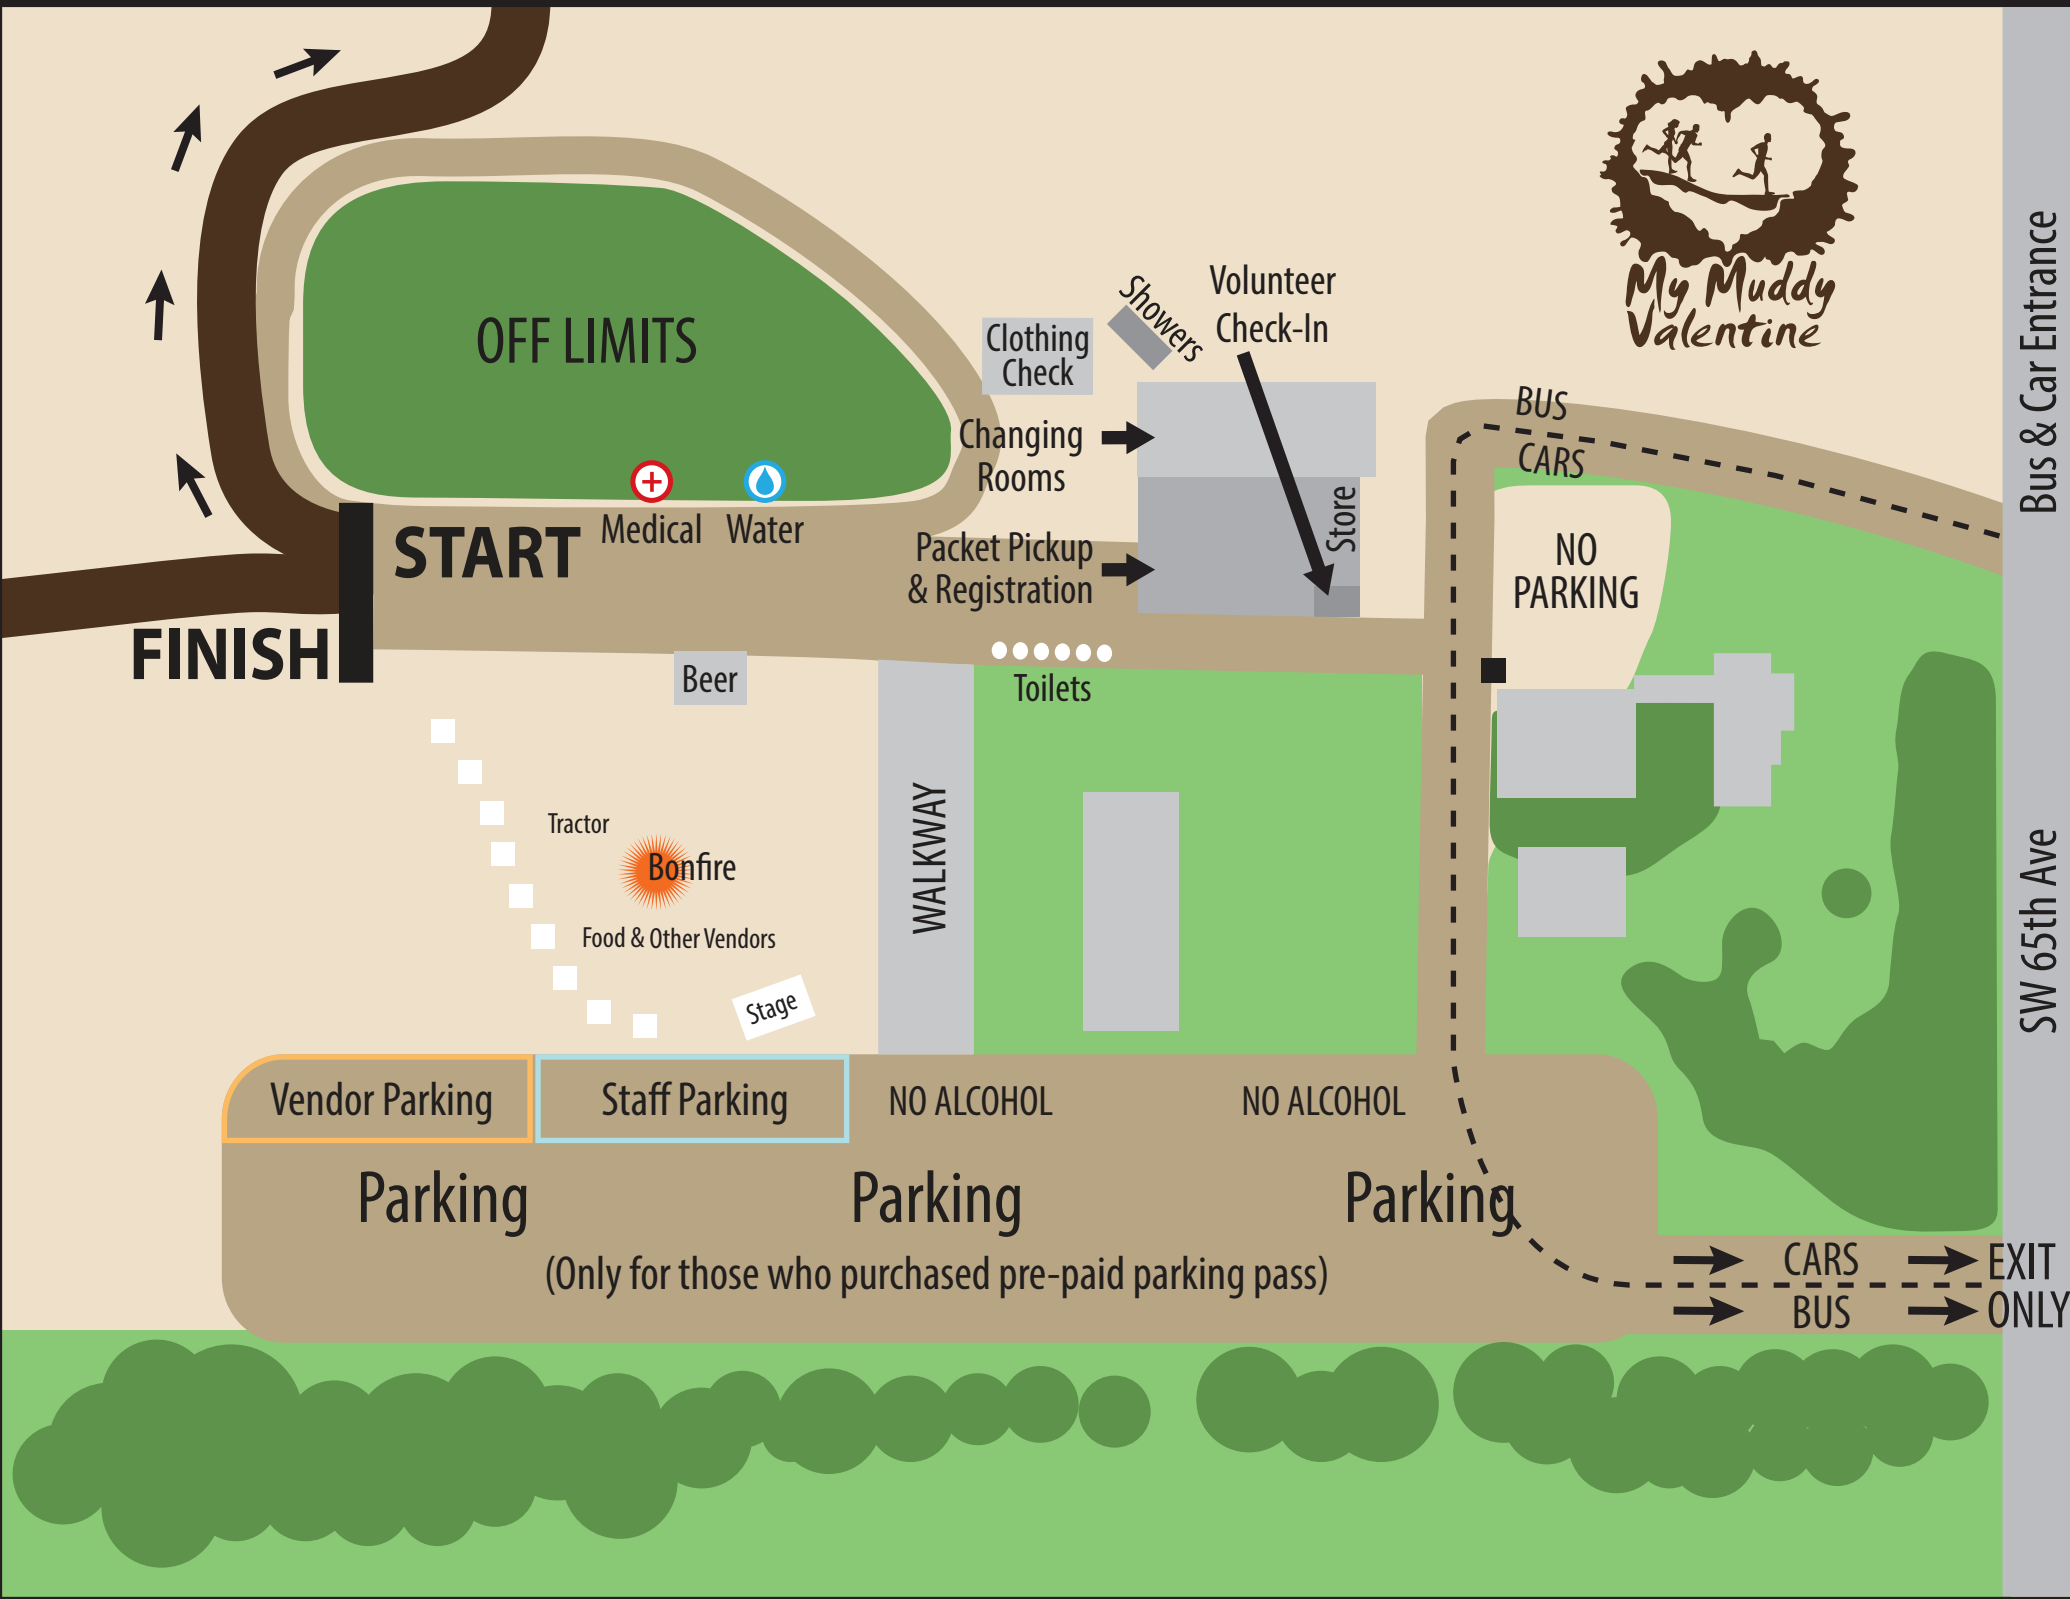 My Muddy
Valentine
Bus & Car Entrance
SW 65th Ave
OFF LIMITS
Clothing
Check
Showers
Volunteer
Check-In
BUS
CARS
Changing
Rooms
Store
Medical
Water
START
FINISH
Packet Pickup
& Registration
NO
PARKING
Beer
Toilets
WALKWAY
Tractor
Bonfire
Food & Other Vendors
Stage
Vendor Parking
Staff Parking
NO ALCOHOL
NO ALCOHOL
Parking
Parking
Parking
(Only for those who purchased pre-paid parking pass)
CARS
BUS
EXIT
ONLY